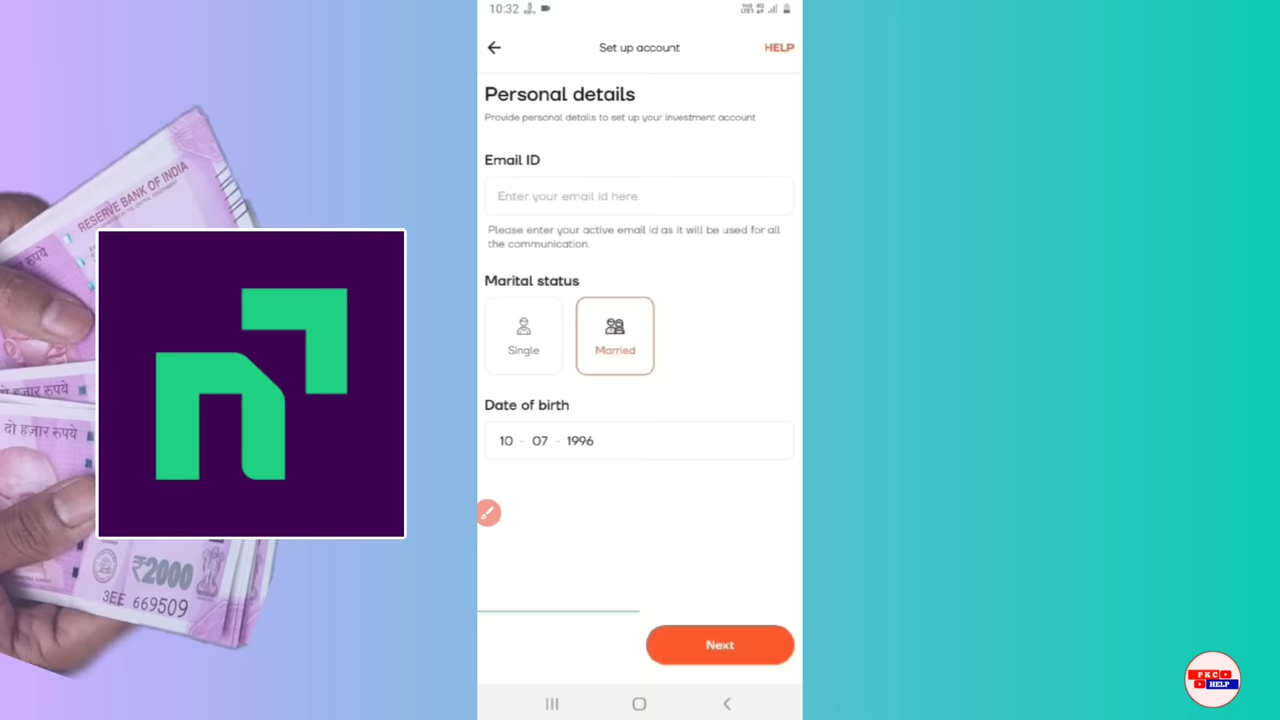 10:32
Set up account
HELP
Personal details
Provide personal details to set up your investment account
Email ID
Enter your email id here
Please enter your active email id as it will be used for all
the communication.
Marital status
Single
Married
Date of birth
10 - 07 - 1996
Next
RESERVE BANK OF INDIA
दो हज़ार रुपये
₹2000
3EE 669509
PKC
HELP